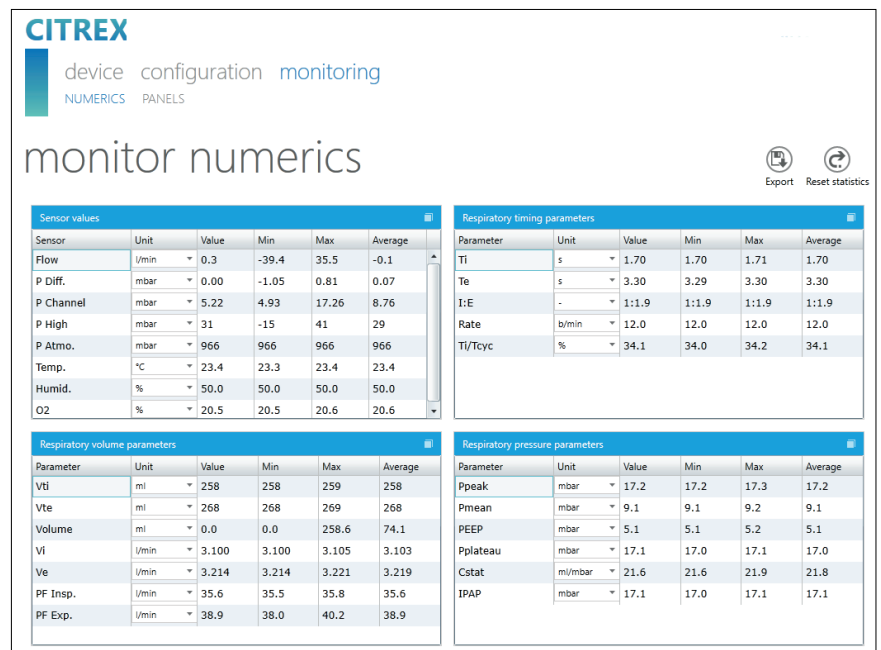 CITREX
device configuration monitoring
NUMERICS PANELS
monitor numerics
Export Reset statistics
Sensor values
Sensor Unit Value Min Max Average
Flow l/min 0.3 -39.4 35.5 -0.1
P Diff. mbar 0.00 -1.05 0.81 0.07
P Channel mbar 5.22 4.93 17.26 8.76
P High mbar 31 -15 41 29
P Atmo. mbar 966 966 966 966
Temp. °C 23.4 23.3 23.4 23.4
Humid. % 50.0 50.0 50.0 50.0
O2 % 20.5 20.5 20.6 20.6
Respiratory timing parameters
Parameter Unit Value Min Max Average
Ti s 1.70 1.70 1.71 1.70
Te s 3.30 3.29 3.30 3.30
I:E - 1:1.9 1:1.9 1:1.9 1:1.9
Rate b/min 12.0 12.0 12.0 12.0
Ti/Tcyc % 34.1 34.0 34.2 34.1
Respiratory volume parameters
Parameter Unit Value Min Max Average
Vti ml 258 258 259 258
Vte ml 268 268 269 268
Volume ml 0.0 0.0 258.6 74.1
Vi l/min 3.100 3.100 3.105 3.103
Ve l/min 3.214 3.214 3.221 3.219
PF Insp. l/min 35.6 35.5 35.8 35.6
PF Exp. l/min 38.9 38.0 40.2 38.9
Respiratory pressure parameters
Parameter Unit Value Min Max Average
Ppeak mbar 17.2 17.2 17.3 17.2
Pmean mbar 9.1 9.1 9.2 9.1
PEEP mbar 5.1 5.1 5.2 5.1
Pplateau mbar 17.1 17.0 17.1 17.0
Cstat ml/mbar 21.6 21.6 21.9 21.8
IPAP mbar 17.1 17.0 17.1 17.1